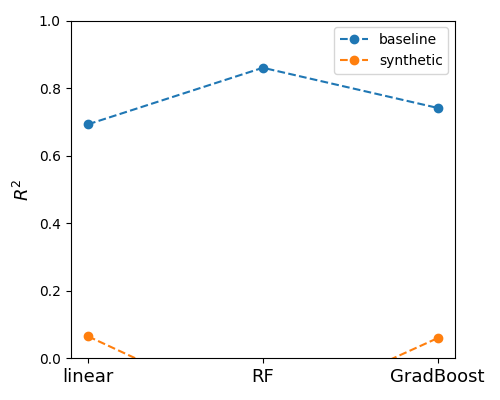 baseline
synthetic
1.0
0.8
0.6
0.4
0.2
0.0
R²
linear
RF
GradBoost